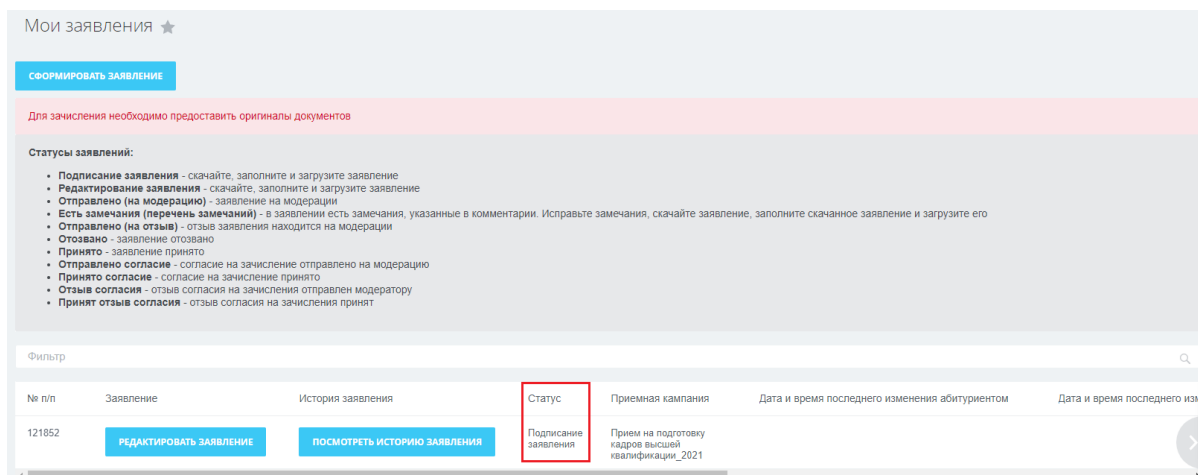 Мои заявления
СФОРМИРОВАТЬ ЗАЯВЛЕНИЕ
Для зачисления необходимо предоставить оригиналы документов
Статусы заявлений:
• Подписание заявления - скачайте, заполните и загрузите заявление
• Редактирование заявления - скачайте, заполните и загрузите заявление
• Отправлено (на модерацию) - заявление на модерации
• Есть замечания (перечень замечаний) - в заявлении есть замечания, указанные в комментарии. Исправьте замечания, скачайте заявление, заполните скачанное заявление и загрузите его
• Отправлено (на отзыв) - отзыв заявления находится на модерации
• Отозвано - заявление отозвано
• Принято - заявление принято
• Отправлено согласие - согласие на зачисление отправлено на модерацию
• Принято согласие - согласие на зачисление принято
• Отзыв согласия - отзыв согласия на зачисления отправлен модератору
• Принят отзыв согласия - отзыв согласия на зачисления принят
Фильтр
№ п/п Заявление История заявления Статус Приемная кампания Дата и время последнего изменения абитуриентом Дата и время последнего изм
121852 РЕДАКТИРОВАТЬ ЗАЯВЛЕНИЕ ПОСМОТРЕТЬ ИСТОРИЮ ЗАЯВЛЕНИЯ
Подписание
заявления
Прием на подготовку
кадров высшей
квалификации_2021